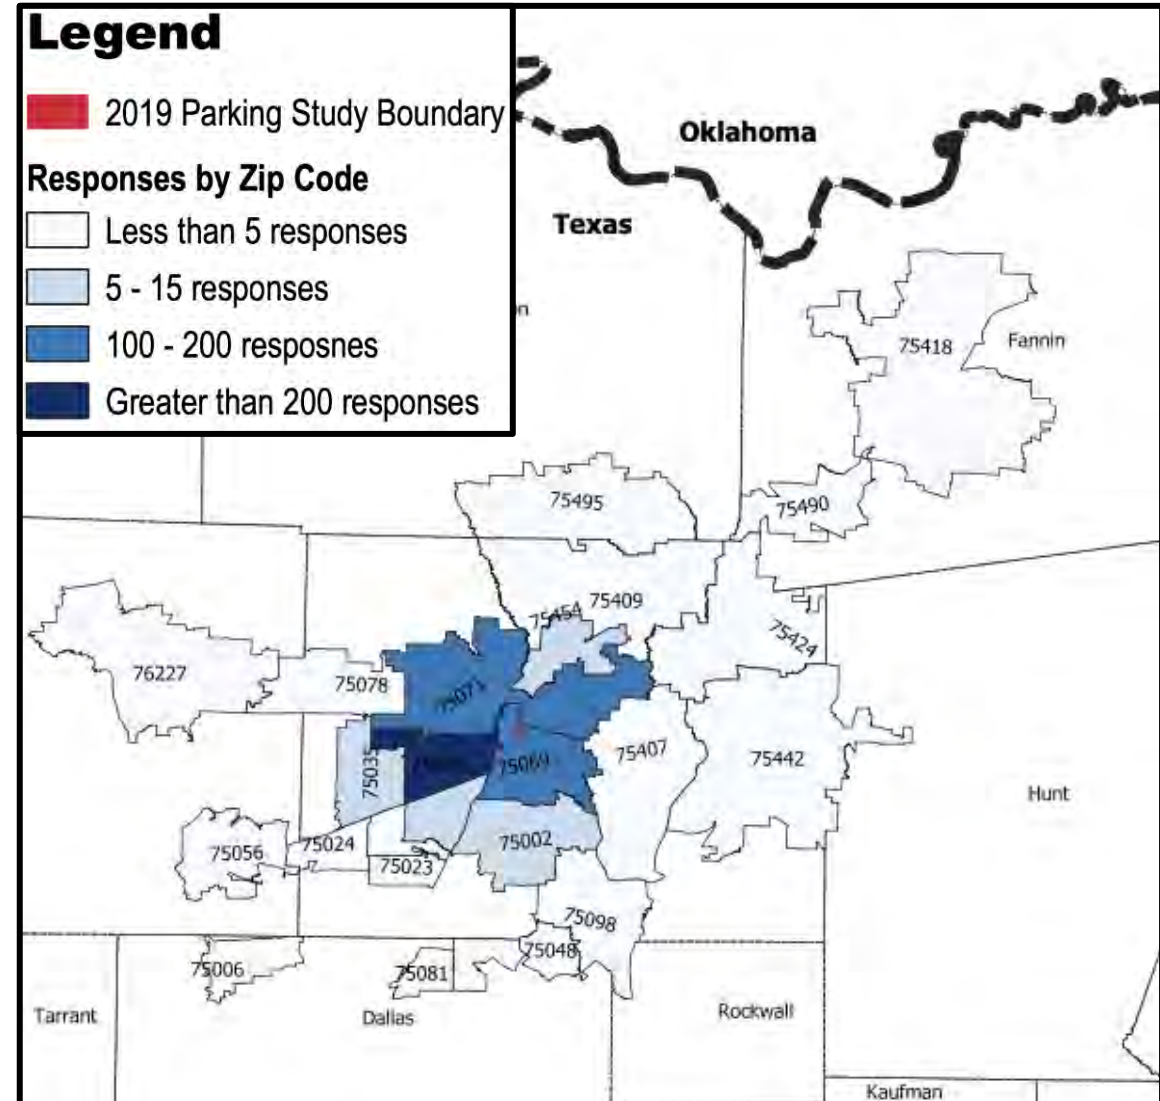 Legend
2019 Parking Study Boundary
Responses by Zip Code
Less than 5 responses
5 - 15 responses
100 - 200 resposnes
Greater than 200 responses
Oklahoma
Texas
n
75418
Fannin
75495
75490
75409
75454
75424
76227
75078
75071
75035
75069
75407
75442
Hunt
75002
75024
75056
75023
75098
75048
75006
75081
Tarrant
Dallas
Rockwall
Kaufman